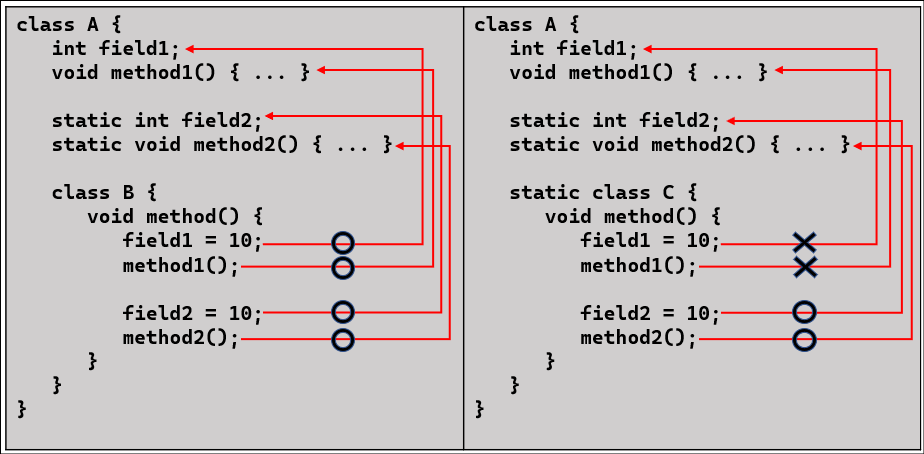 class A {
int field1;
void method1() { ... }
static int field2;
static void method2() { ... }
class B {
void method() {
field1 = 10;
method1();
field2 = 10;
method2();
}
}
}
class A {
int field1;
void method1() { ... }
static int field2;
static void method2() { ... }
static class C {
void method() {
field1 = 10;
method1();
field2 = 10;
method2();
}
}
}